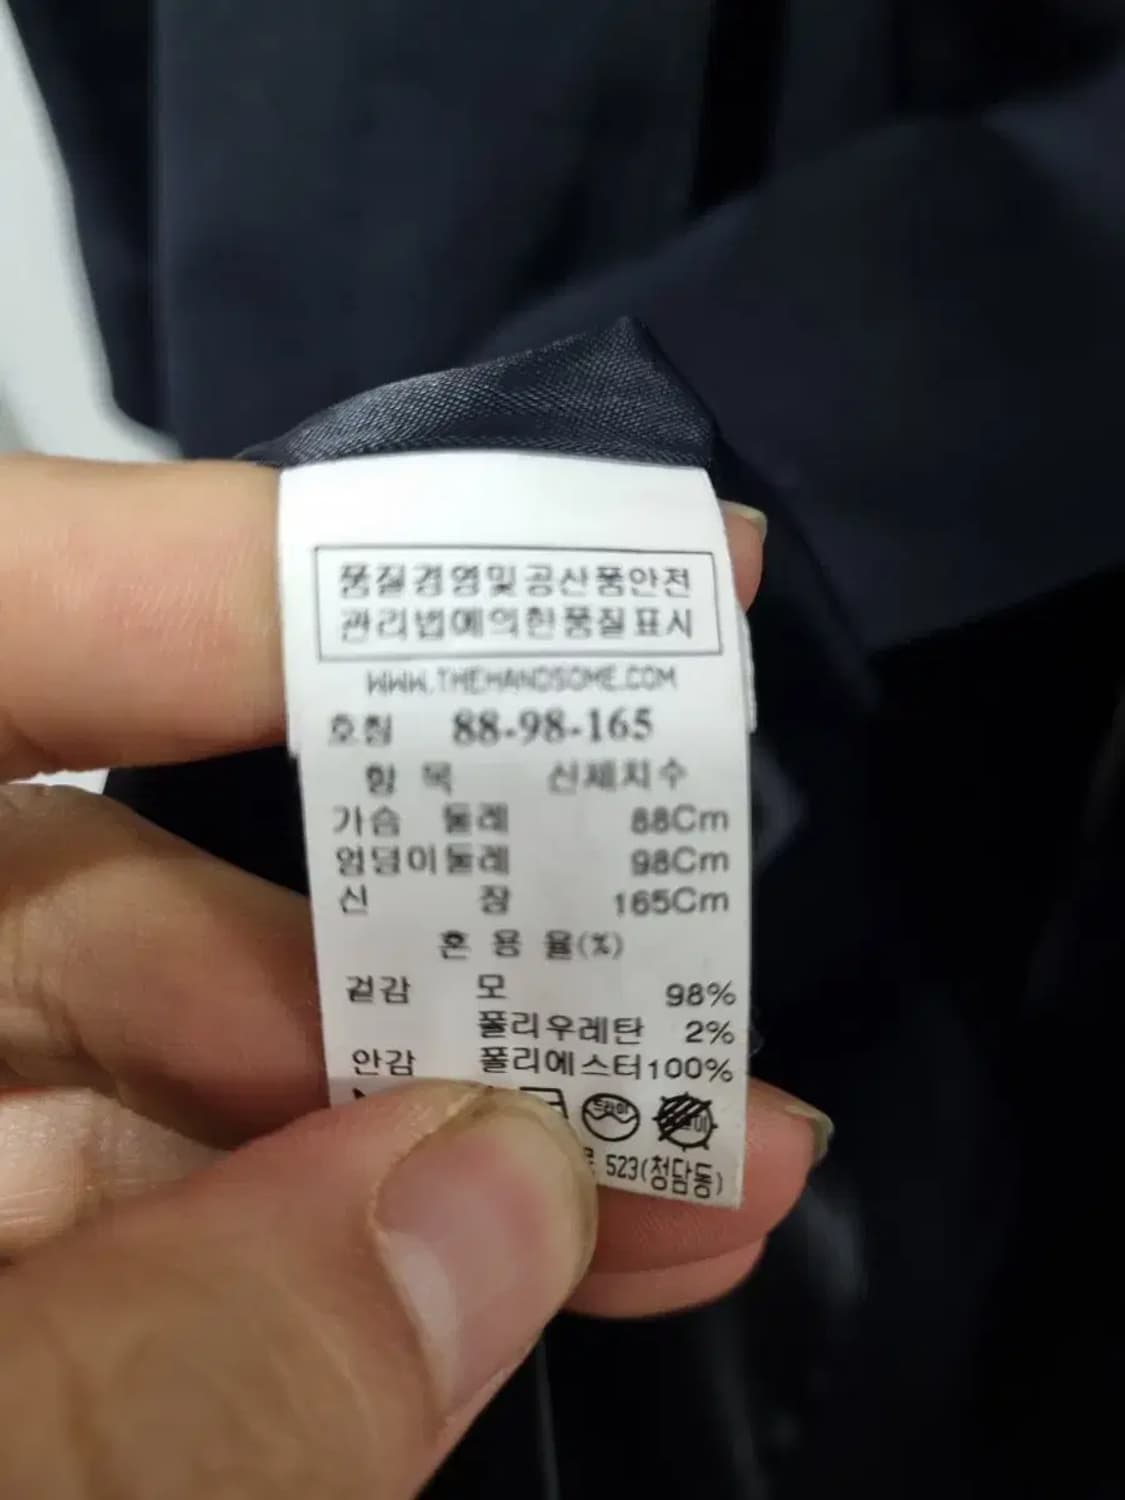 품질경영및공산품안전
관리법에의한품질표시
WWW.THEHANDSOME.COM
호칭 88-98-165
항 목 신체치수
가슴 둘레 88Cm
엉덩이둘레 98Cm
신 장 165Cm
혼 용 율(%)
겉감 모 98%
폴리우레탄 2%
안감 폴리에스터100%
드라이
523(청담동)